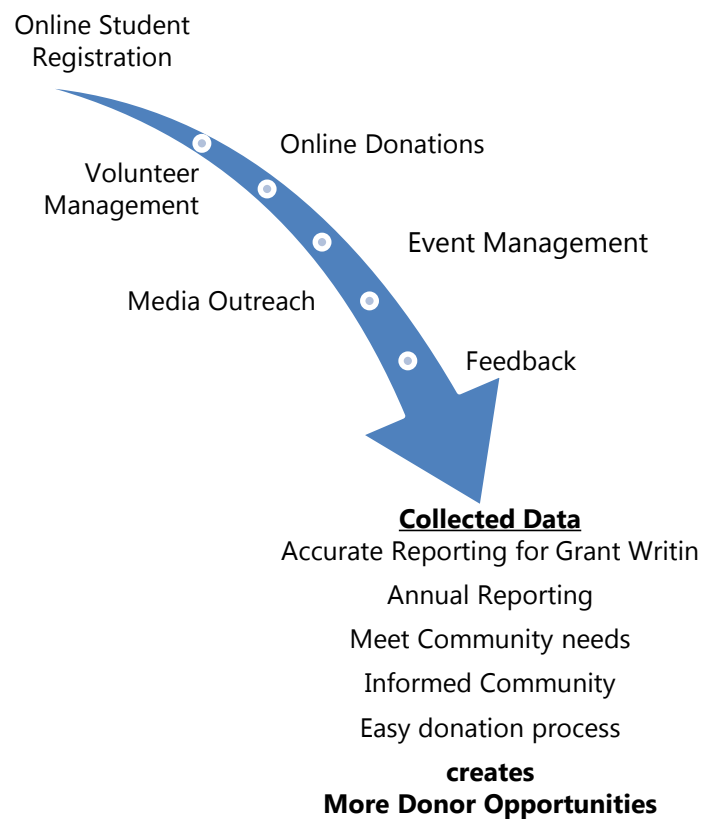 Online Student
Registration
Online Donations
Volunteer
Management
Event Management
Media Outreach
Feedback
Collected Data
Accurate Reporting for Grant Writin
Annual Reporting
Meet Community needs
Informed Community
Easy donation process
creates
More Donor Opportunities